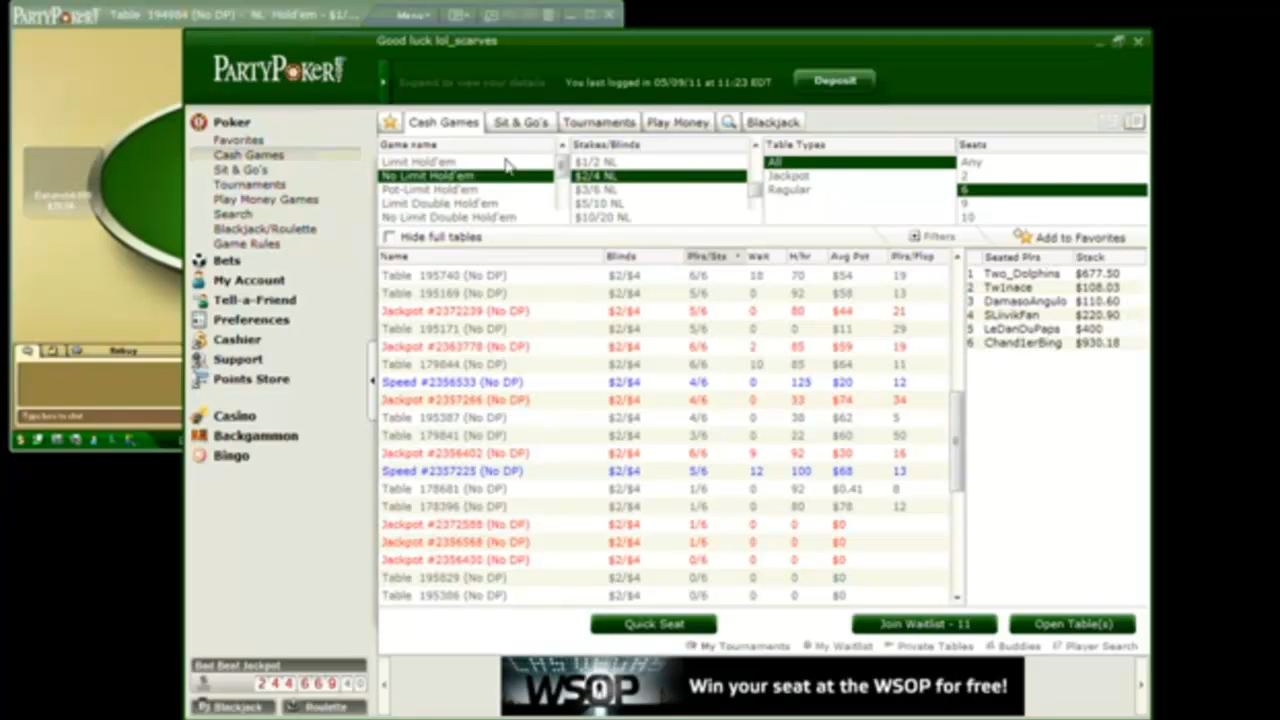 PARTYPOKER Table 194984 (No DP) - NL Hold'em - $1/... Menu
Good luck lol_scarves
PARTYPOKER.COM
Expand to view your details
You last logged in 05/09/11 at 11:23 EDT
Deposit
Poker
Favorites
Cash Games
Sit & Go's
Tournaments
Play Money Games
Search
Blackjack/Roulette
Game Rules
Bets
My Account
Tell-a-Friend
Preferences
Cashier
Support
Points Store
Casino
Backgammon
Bingo
Bad Beat Jackpot
244669
Blackjack Roulette
Rebuy
Type here to chat
Cash Games Sit & Go's Tournaments Play Money Blackjack
Game name Stakes/Blinds Table Types Seats
Limit Hold'em $1/2 NL All Any
No Limit Hold'em $2/4 NL Jackpot 2
Pot-Limit Hold'em $3/6 NL Regular 6
Limit Double Hold'em $5/10 NL 9
No Limit Double Hold'em $10/20 NL 10
Hide full tables Filters Add to Favorites
Name Blinds Plrs/Sts Wait H/hr Avg Pot Plrs/Flop
Table 195740 (No DP) $2/$4 6/6 18 70 $54 19
Table 195169 (No DP) $2/$4 5/6 0 92 $58 13
Jackpot #2372239 (No DP) $2/$4 5/6 0 80 $44 21
Table 195171 (No DP) $2/$4 5/6 0 0 $11 29
Jackpot #2363778 (No DP) $2/$4 6/6 2 85 $59 19
Table 179844 (No DP) $2/$4 6/6 10 85 $64 11
Speed #2356533 (No DP) $2/$4 4/6 0 125 $20 12
Jackpot #2357266 (No DP) $2/$4 4/6 0 33 $74 34
Table 195387 (No DP) $2/$4 4/6 0 38 $62 5
Table 179841 (No DP) $2/$4 3/6 0 22 $60 50
Jackpot #2356402 (No DP) $2/$4 6/6 9 92 $30 16
Speed #2357225 (No DP) $2/$4 5/6 12 100 $68 13
Table 178681 (No DP) $2/$4 1/6 0 92 $0.41 8
Table 178396 (No DP) $2/$4 1/6 0 80 $78 12
Jackpot #2372588 (No DP) $2/$4 1/6 0 0 $0
Jackpot #2356568 (No DP) $2/$4 1/6 0 0 $0
Jackpot #2356430 (No DP) $2/$4 0/6 0 0 $0
Table 195829 (No DP) $2/$4 0/6 0 0 $0
Table 195386 (No DP) $2/$4 0/6 0 0 $0
Seated Plrs Stack
1 Two_Dolphins $677.50
2 Tw1nace $108.03
3 DamasoAngulo $110.60
4 SLiivikFan $220.90
5 LeDanDuPaps $400
6 Chand1erBing $930.18
Quick Seat Join Waitlist - 11 Open Table(s)
My Tournaments My Waitlist Private Tables Buddies Player Search
LAS VEGAS
WSOP Win your seat at the WSOP for free!